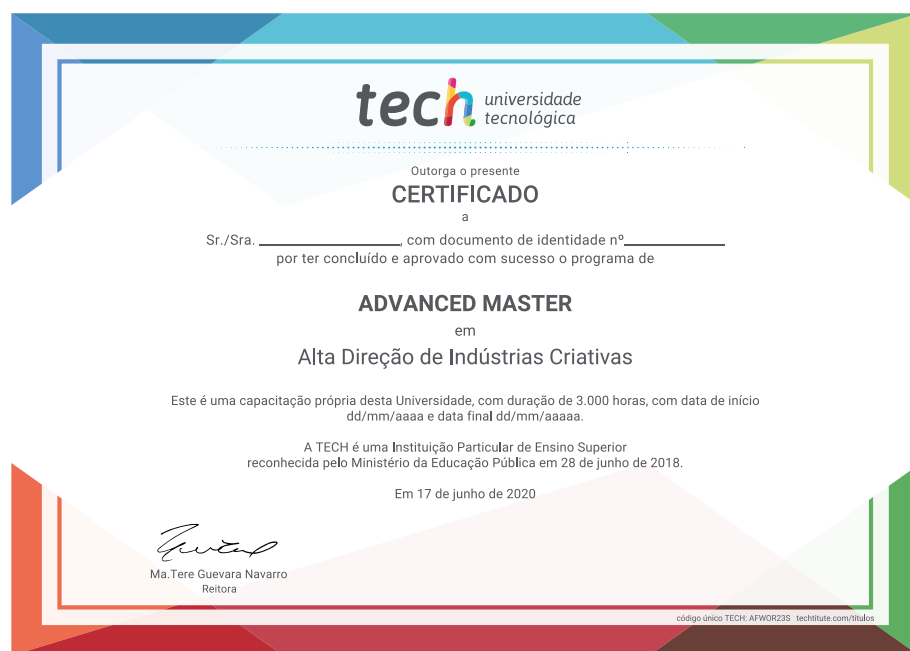 tech universidade
tecnológica
Outorga o presente
CERTIFICADO
a
Sr./Sra. ____________________, com documento de identidade nº______________
por ter concluído e aprovado com sucesso o programa de
ADVANCED MASTER
em
Alta Direção de Indústrias Criativas
Este é uma capacitação própria desta Universidade, com duração de 3.000 horas, com data de início
dd/mm/aaaa e data final dd/mm/aaaaa.
A TECH é uma Instituição Particular de Ensino Superior
reconhecida pelo Ministério da Educação Pública em 28 de junho de 2018.
Em 17 de junho de 2020
Ma.Tere Guevara Navarro
Reitora
código único TECH: AFWOR23S techtitute.com/titulos